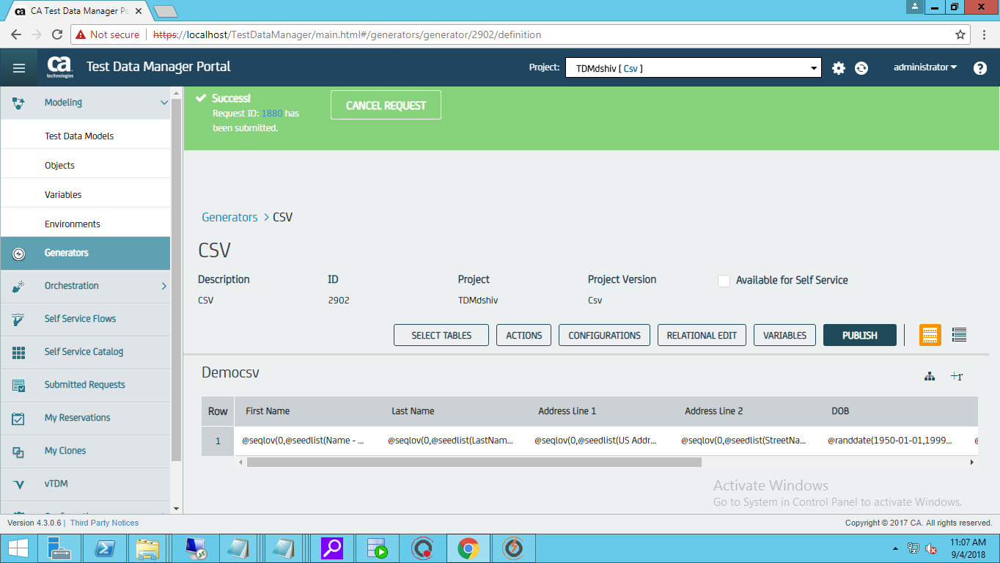 CA Test Data Manager Pc
Not secure
https://localhost/TestDataManager/main.html#/generators/generator/2902/definition
ca
technologies
Test Data Manager Portal
Project:
TDMdshiv [ Csv ]
administrator
?
Modeling
Test Data Models
Objects
Variables
Environments
Generators
Orchestration
Self Service Flows
Self Service Catalog
Submitted Requests
My Reservations
My Clones
vTDM
Success!
Request ID: 1880 has
been submitted.
CANCEL REQUEST
Generators > CSV
CSV
Description
CSV
ID
2902
Project
TDMdshiv
Project Version
Csv
Available for Self Service
SELECT TABLES
ACTIONS
CONFIGURATIONS
RELATIONAL EDIT
VARIABLES
PUBLISH
Democsv
+r
Row First Name Last Name Address Line 1 Address Line 2 DOB
1 @seqlov(0,@seedlist(Name - ... @seqlov(0,@seedlist(LastNam... @seqlov(0,@seedlist(US Addr... @seqlov(0,@seedlist(StreetNa... @randdate(1950-01-01,1999...
Activate Windows
Go to System in Control Panel to activate Windows.
Version 4.3.0.6 | Third Party Notices
Copyright © 2017 CA. All rights reserved.
11:07 AM
9/4/2018